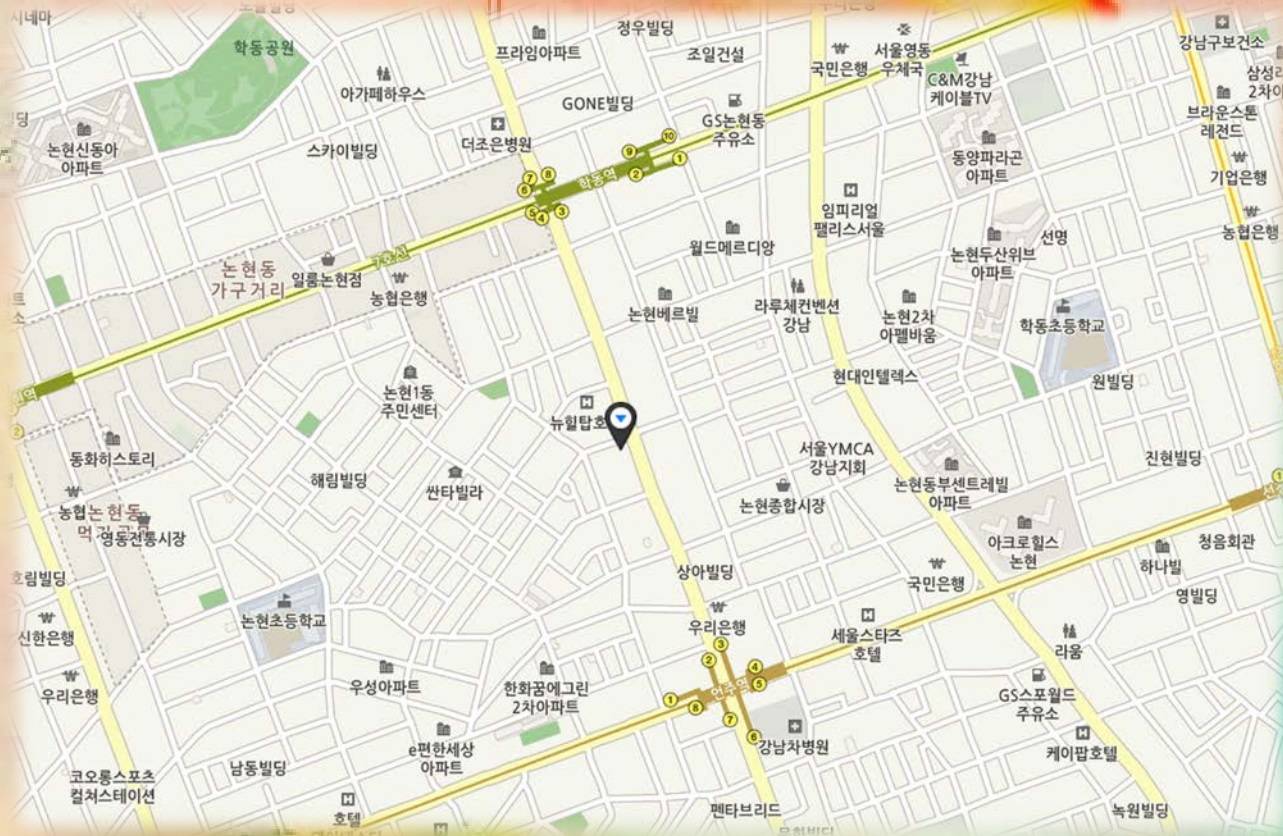 시네마
정우빌딩
프라임아파트
조일건설
국민은행
서울영동
우체국
강남구보건소
학동공원
아가페하우스
C&M강남
케이블TV
GONE빌딩
GS논현동
주유소
브라운스톤
레전드
논현신동아
아파트
스카이빌딩
더조은병원
동양파라곤
아파트
기업은행
10
9
1
2
7
8
6
5
4
3
학동역
임피리얼
팰리스서울
농협은행
월드메르디앙
선명
논현두산위브
아파트
7호선
논현동
가구거리
일룸논현점
농협은행
논현베르빌
라루체컨벤션
강남
논현2차
아펠바움
학동초등학교
현대인텔렉스
원빌딩
논현1동
주민센터
뉴힐탑호
2
동화히스토리
서울YMCA
강남지회
진현빌딩
해림빌딩
싼타빌라
논현동부센트레빌
아파트
논현종합시장
농협
논현동
영동전통시장
아크로힐스
논현
청음회관
하나빌
호림빌딩
상아빌딩
국민은행
영빌딩
논현초등학교
신한은행
우리은행
세울스타즈
호텔
라움
3
2
4
5
1
8
7
6
언주역
우리은행
우성아파트
한화꿈에그린
2차아파트
GS스포월드
주유소
강남차병원
케이팝호텔
e편한세상
아파트
남동빌딩
코오롱스포츠
컬쳐스테이션
호텔
펜타브리드
녹원빌딩